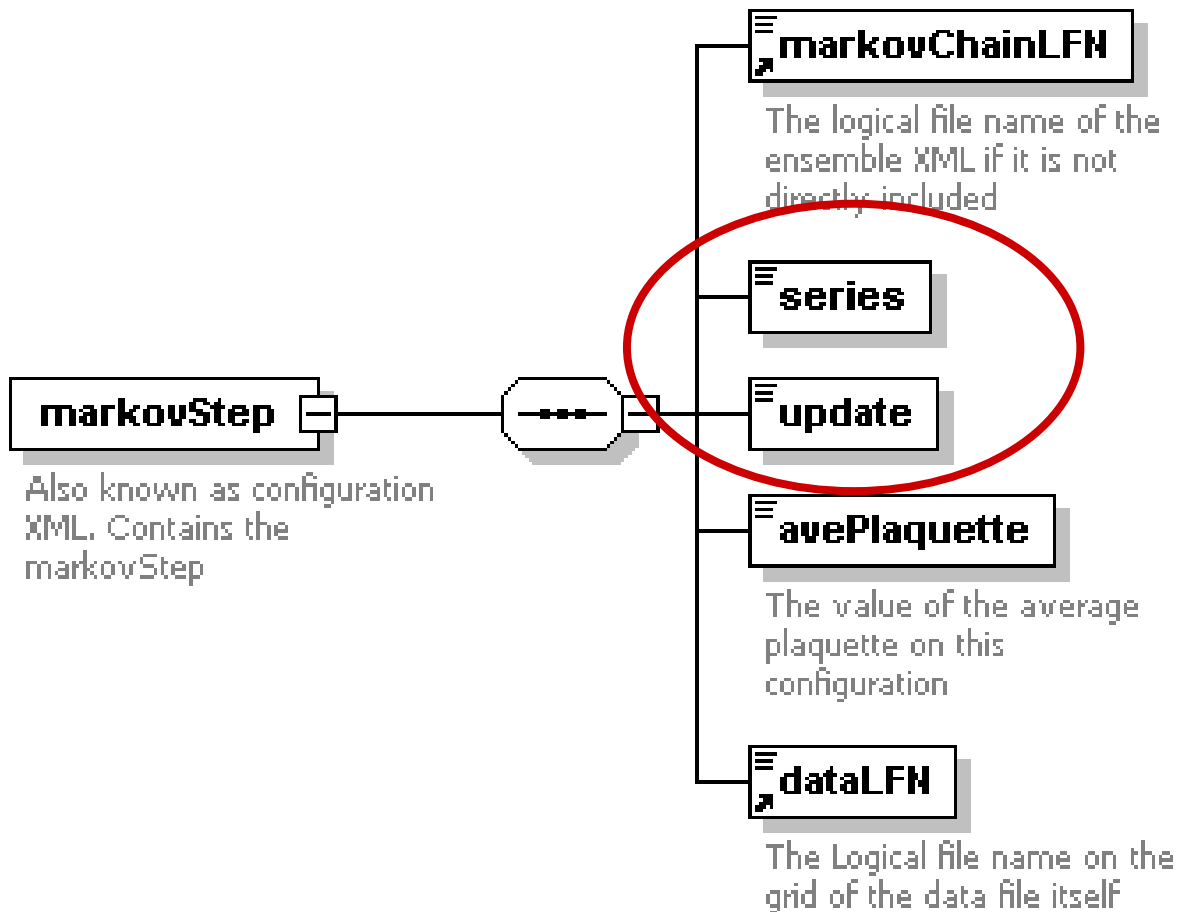 markovChainLFN
The logical file name of the
ensemble XML if it is not
directly included
series
markovStep
update
Also known as configuration
XML. Contains the
markovStep
avePlaquette
The value of the average
plaquette on this
configuration
dataLFN
The Logical file name on the
grid of the data file itself